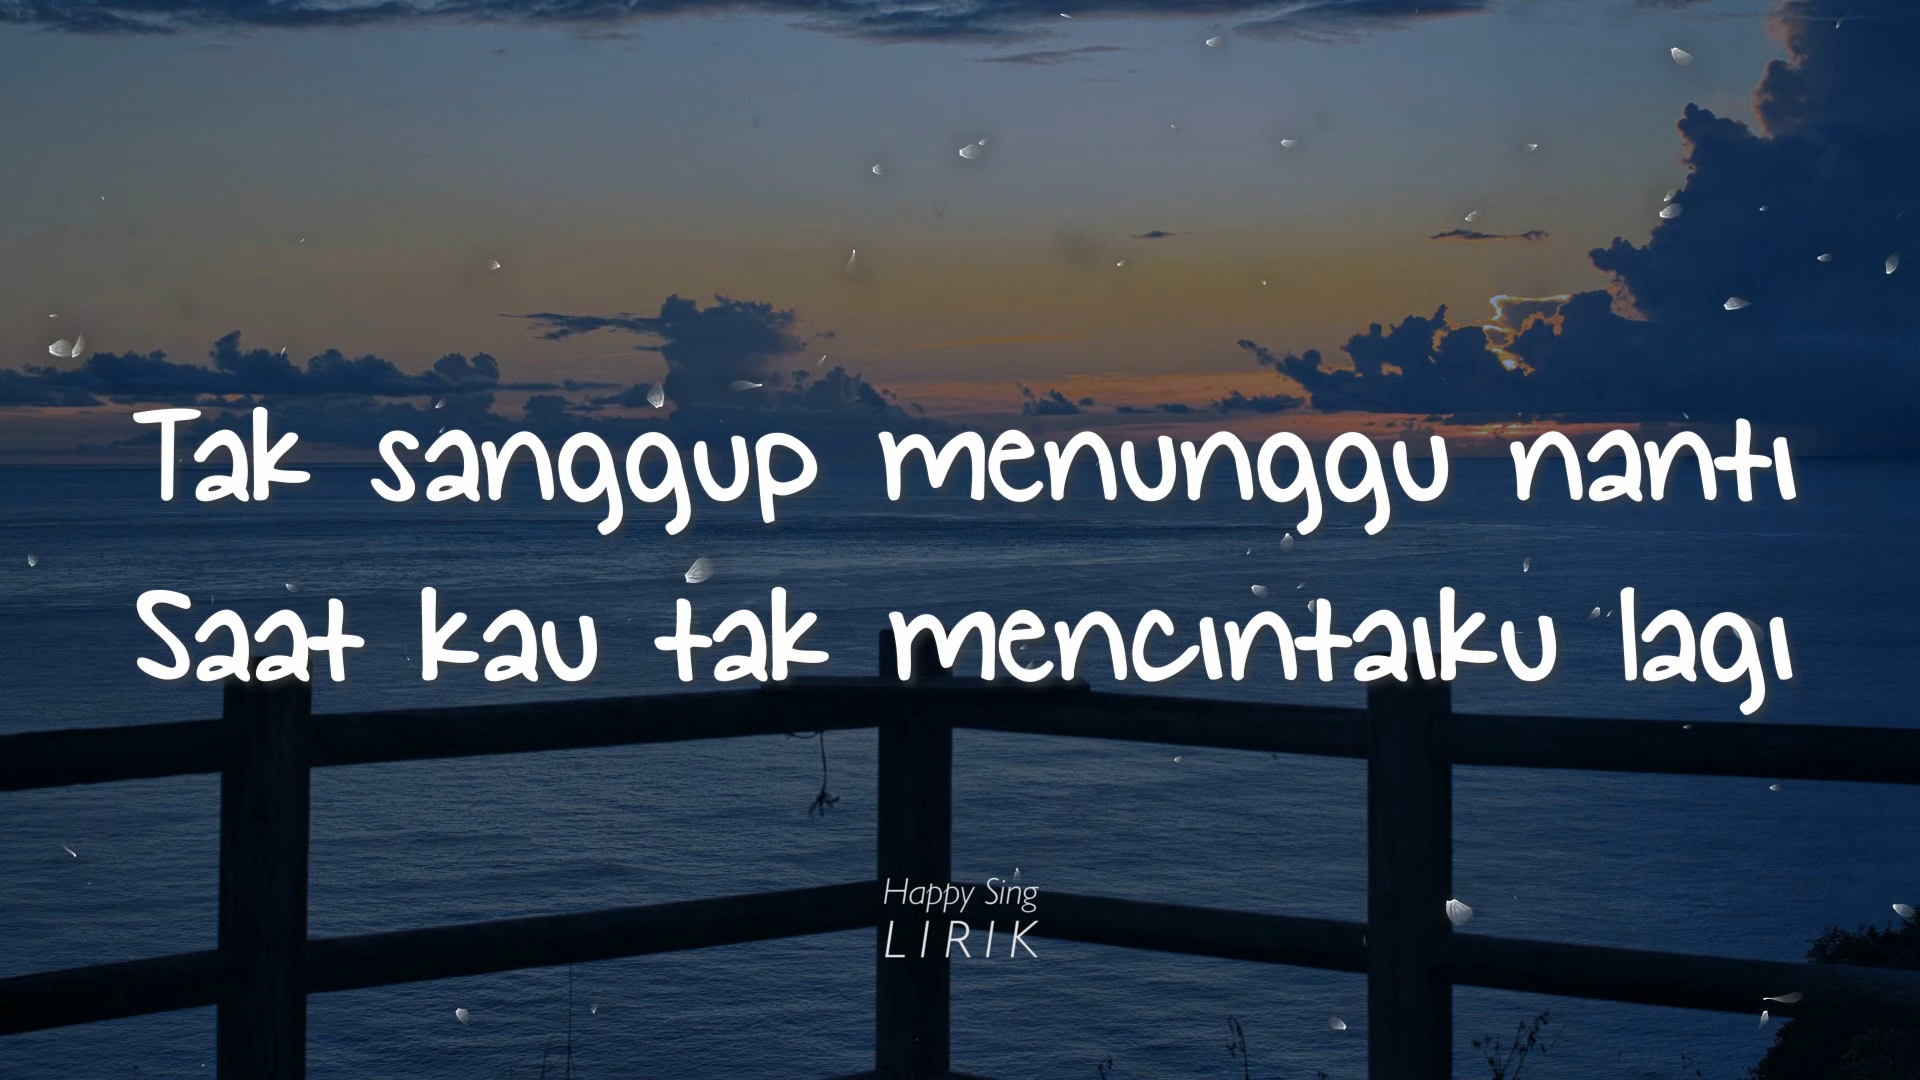 Tak sanggup menunggu nanti
Saat kau tak mencintaiku lagi
Happy Sing
LIRIK